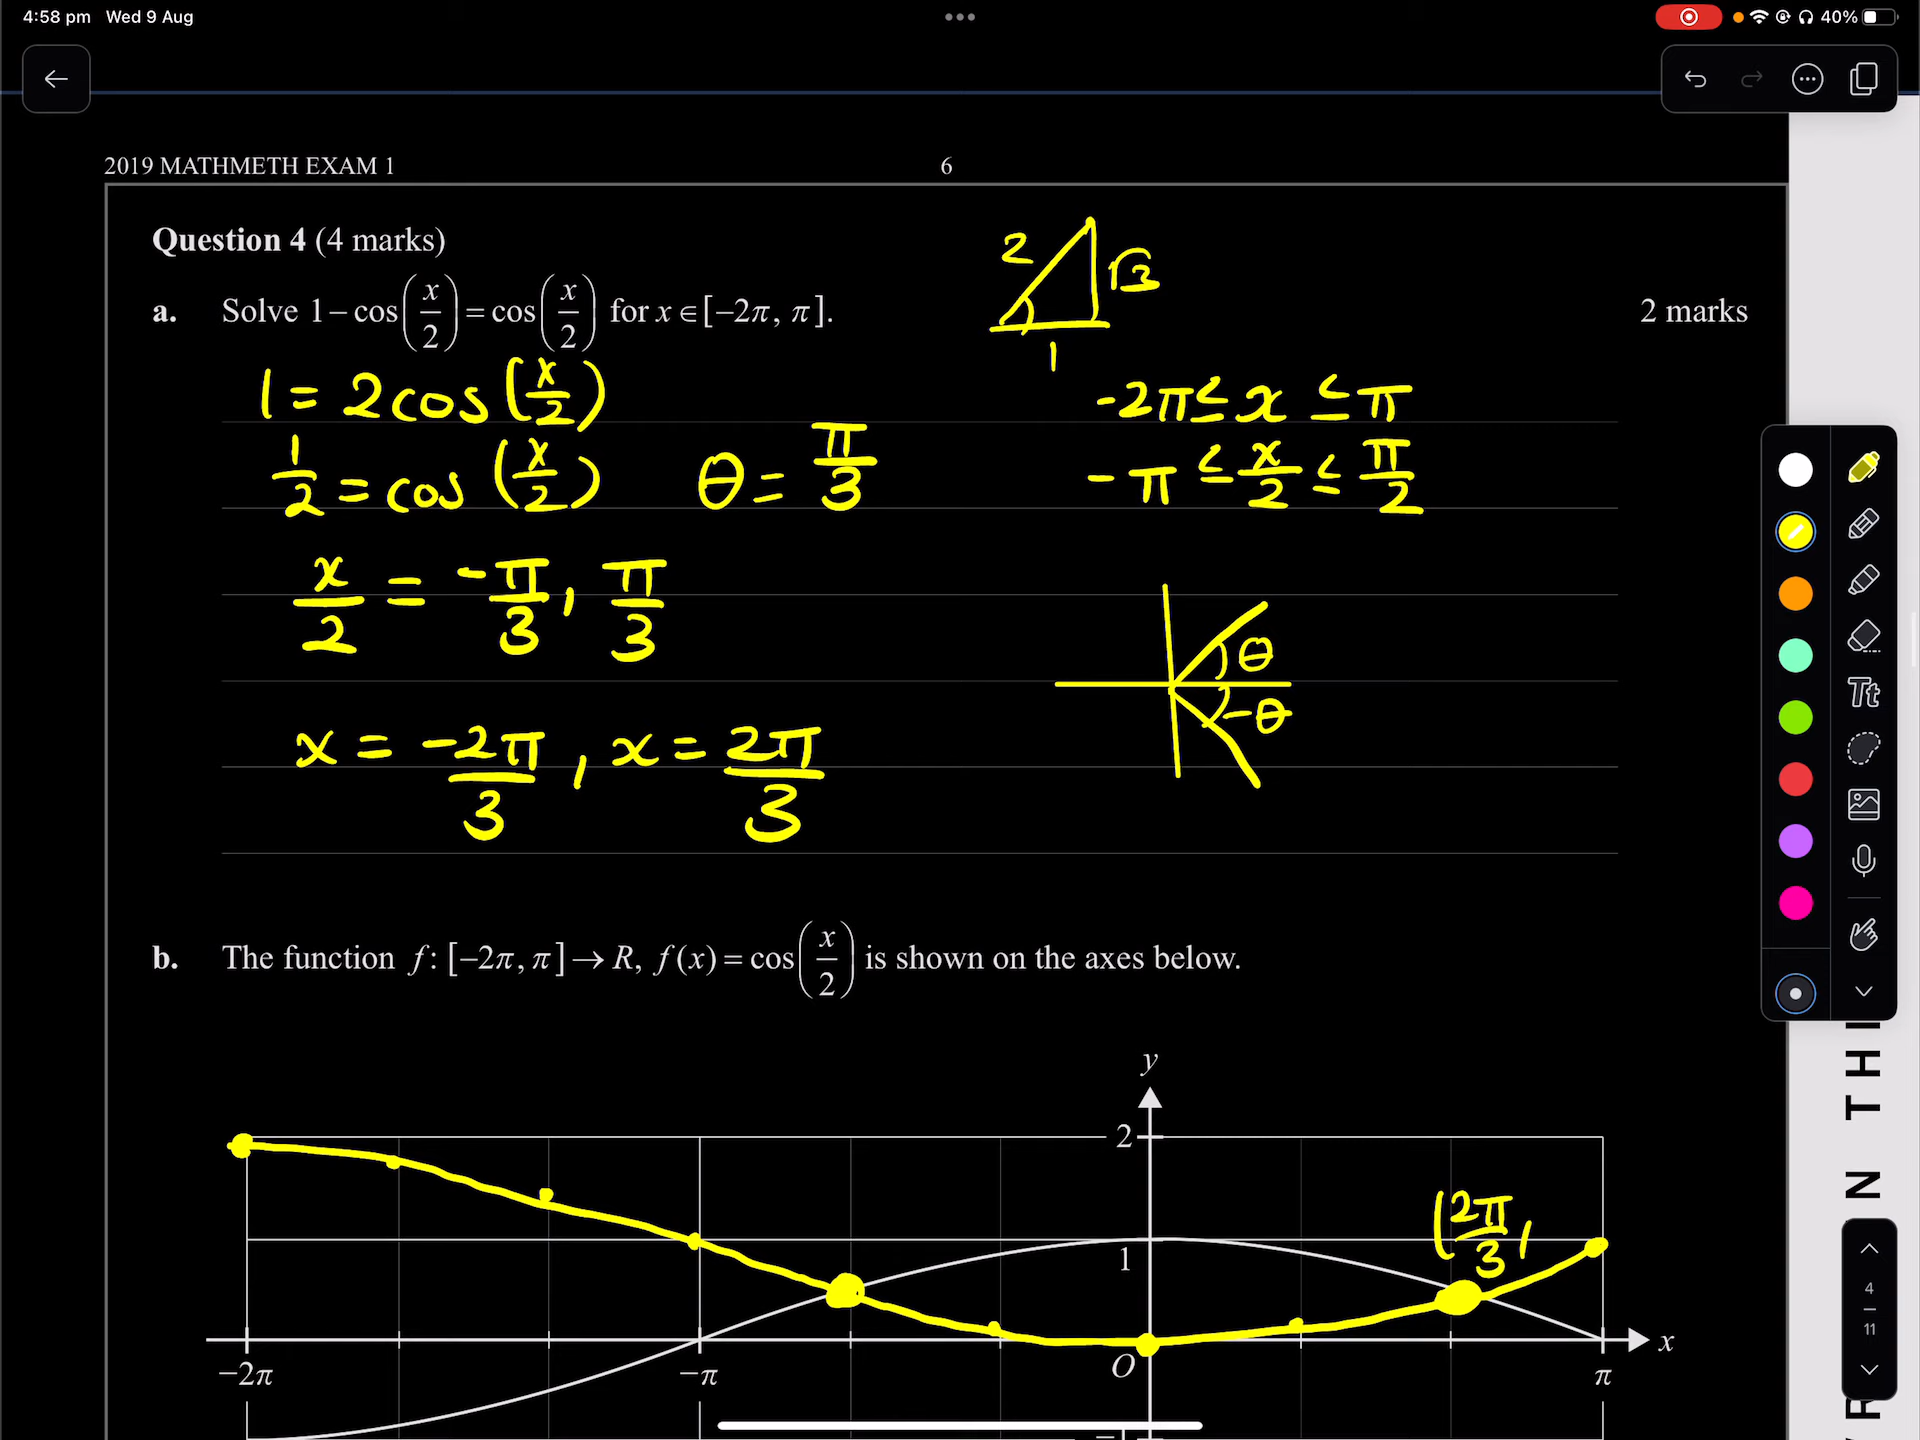 4:58 pm Wed 9 Aug
40%
2019 MATHMETH EXAM 1
6
Question 4 (4 marks)
a. Solve 1 − cos(x/2) = cos(x/2) for x ∈ [−2π, π].
2 marks
2
√3
1
1 = 2cos(x/2)
-2π ≤ x ≤ π
1/2 = cos(x/2) θ = π/3
-π ≤ x/2 ≤ π/2
x/2 = -π/3, π/3
θ
-θ
x = -2π/3, x = 2π/3
b. The function f: [−2π, π] → R, f(x) = cos(x/2) is shown on the axes below.
y
2
(2π/3,
1
O
x
−2π
−π
π
Tt
4
11
N THI
R